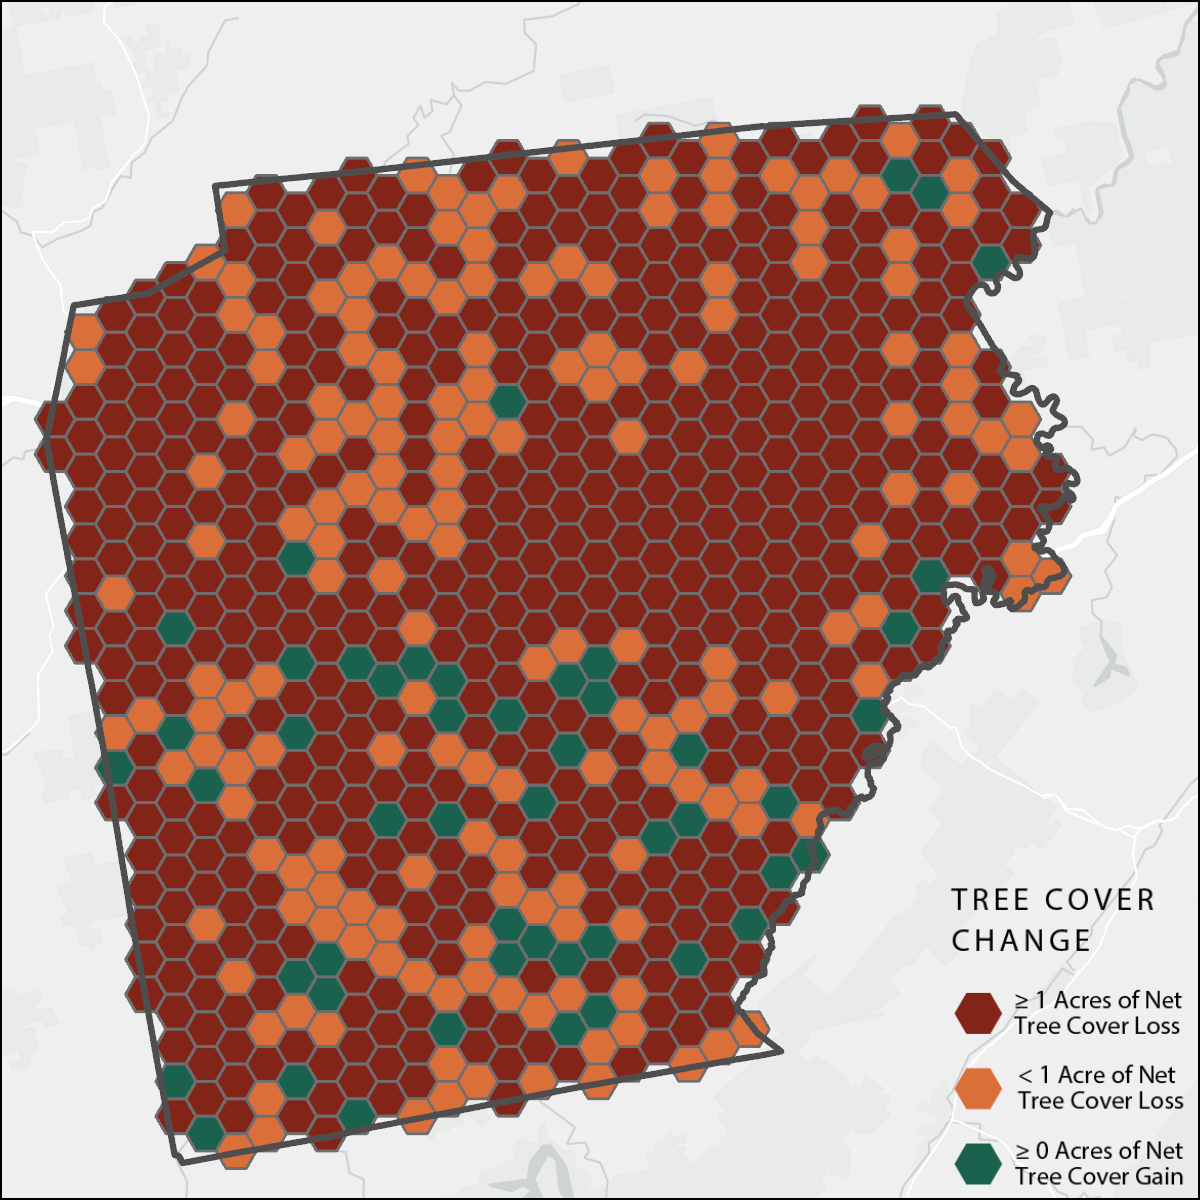 TREE COVER
CHANGE
≥ 1 Acres of Net
Tree Cover Loss
< 1 Acre of Net
Tree Cover Loss
≥ 0 Acres of Net
Tree Cover Gain